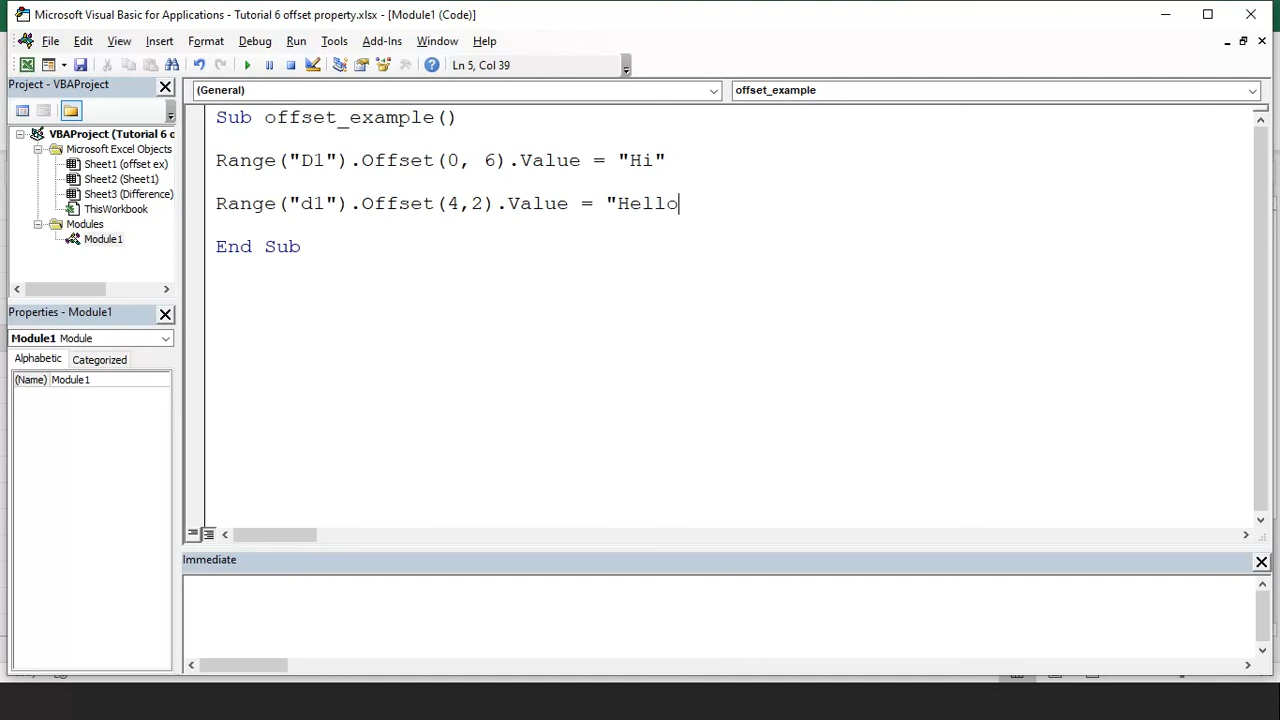 Microsoft Visual Basic for Applications - Tutorial 6 offset property.xlsx - [Module1 (Code)]
File Edit View Insert Format Debug Run Tools Add-Ins Window Help
Ln 5, Col 39
Project - VBAProject
(General) offset_example
VBAProject (Tutorial 6 o
Microsoft Excel Objects
Sheet1 (offset ex)
Sheet2 (Sheet1)
Sheet3 (Difference)
ThisWorkbook
Modules
Module1
Properties - Module1
Module1 Module
Alphabetic Categorized
(Name) Module1
Sub offset_example()
Range("D1").Offset(0, 6).Value = "Hi"
Range("d1").Offset(4,2).Value = "Hello
End Sub
Immediate